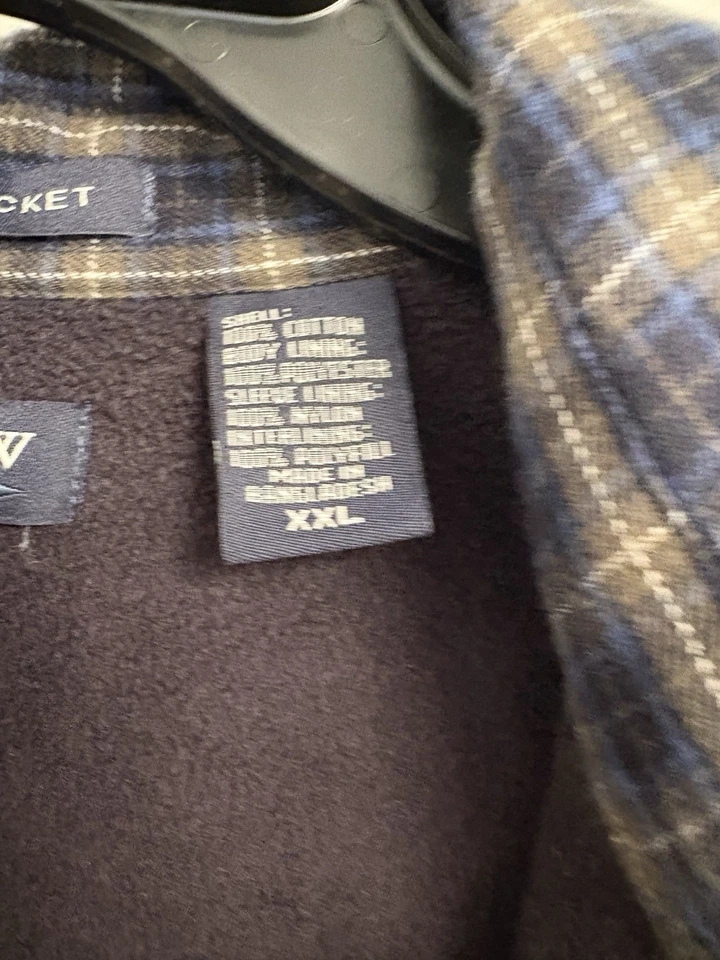 CKET
SHELL:
100% COTTON
BODY LINING:
100% POLYESTER
SLEEVE LINING:
100% NYLON
INTERLINING:
100% POLYFILL
MADE IN
BANGLADESH
XXL
W